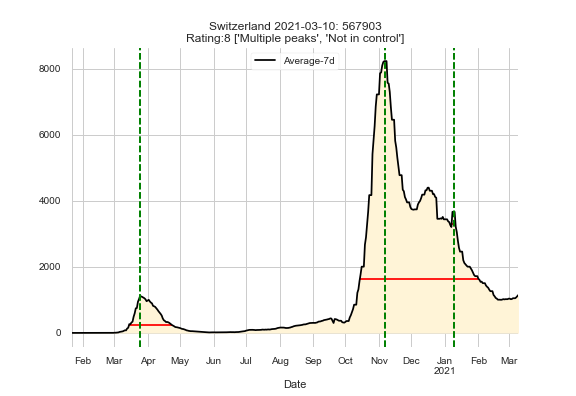 Switzerland 2021-03-10: 567903
Rating:8 ['Multiple peaks', 'Not in control']
Average-7d
8000
6000
4000
2000
0
Feb Mar Apr May Jun Jul Aug Sep Oct Nov Dec Jan Feb Mar
2021
Date